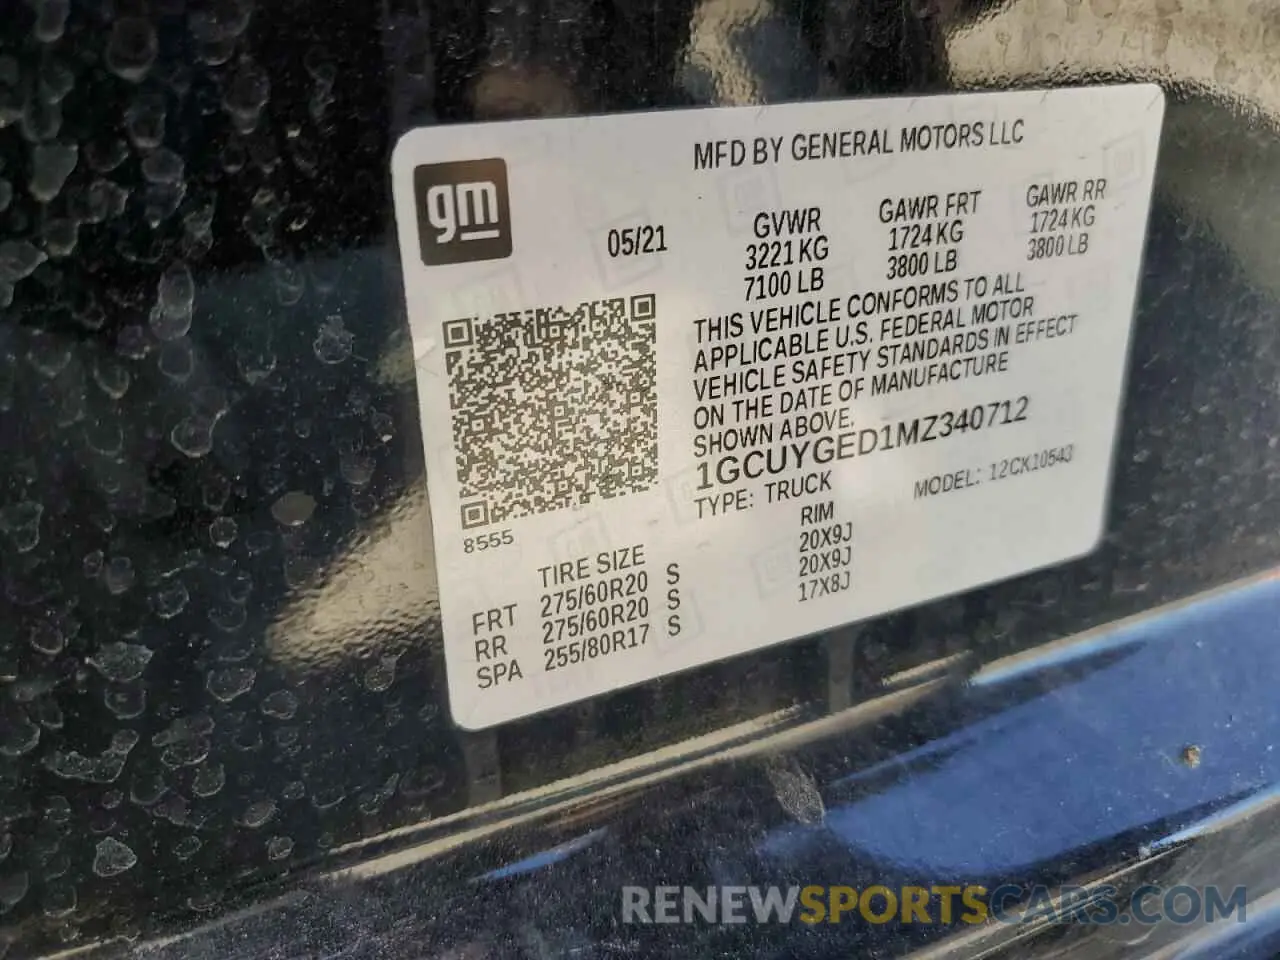 MFD BY GENERAL MOTORS LLC
gm
05/21
GVWR GAWR FRT GAWR RR
3221 KG 1724 KG 1724 KG
7100 LB 3800 LB 3800 LB
THIS VEHICLE CONFORMS TO ALL
APPLICABLE U.S. FEDERAL MOTOR
VEHICLE SAFETY STANDARDS IN EFFECT
ON THE DATE OF MANUFACTURE
SHOWN ABOVE.
1GCUYGED1MZ340712
TYPE: TRUCK MODEL: 12CK10543
8555
TIRE SIZE RIM
FRT 275/60R20 S 20X9J
RR 275/60R20 S 20X9J
SPA 255/80R17 S 17X8J
RENEWSPORTSCARS.COM